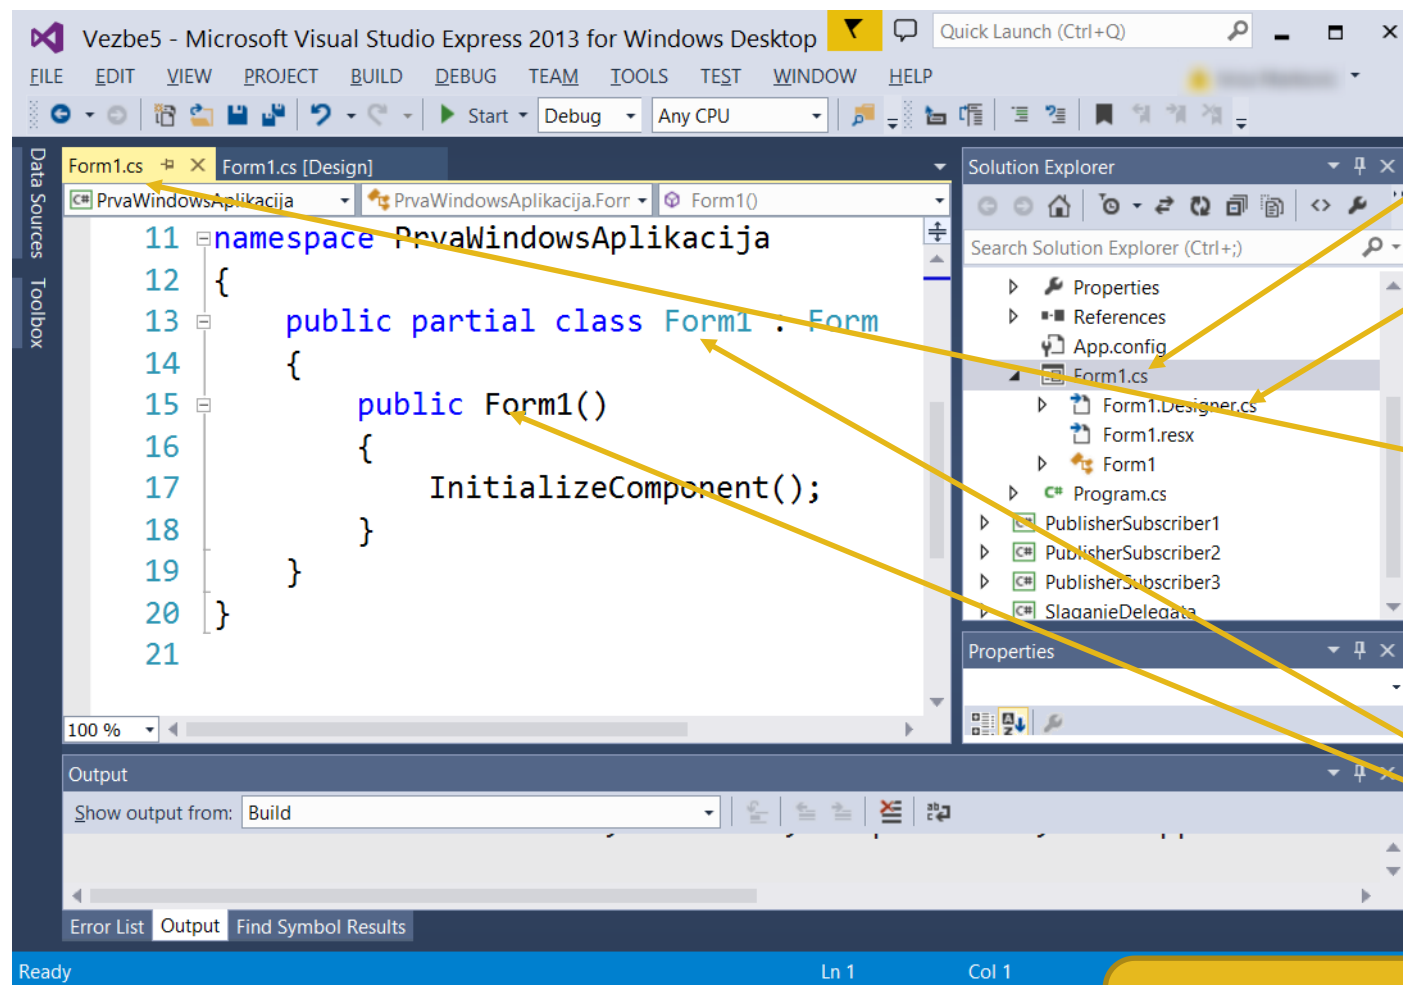 Vezbe5 - Microsoft Visual Studio Express 2013 for Windows Desktop
Quick Launch (Ctrl+Q)
FILE EDIT VIEW PROJECT BUILD DEBUG TEAM TOOLS TEST WINDOW HELP
Start Debug Any CPU
Data Sources
Toolbox
Form1.cs Form1.cs [Design]
PrvaWindowsAplikacija PrvaWindowsAplikacija.Forr Form1()
11 namespace PrvaWindowsAplikacija
12 {
13 public partial class Form1 : Form
14 {
15 public Form1()
16 {
17 InitializeComponent();
18 }
19 }
20 }
21
100 %
Solution Explorer
Search Solution Explorer (Ctrl+;)
Properties
References
App.config
Form1.cs
Form1.Designer.cs
Form1.resx
Form1
Program.cs
PublisherSubscriber1
PublisherSubscriber2
PublisherSubscriber3
SlaganjeDelegata
Properties
Output
Show output from: Build
Error List Output Find Symbol Results
Ready Ln 1 Col 1